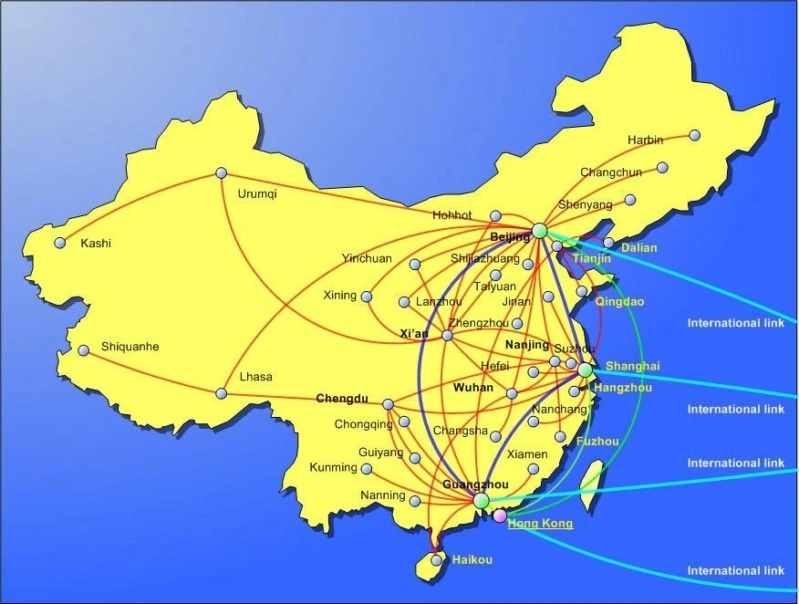 Harbin
Changchun
Urumqi
Shenyang
Hohhot
Beijing
Kashi
Dalian
Yinchuan
Shijiazhuang
Tianjin
Taiyuan
Xining
Lanzhou
Jinan
Qingdao
Zhengzhou
International link
Xi'an
Nanjing
Suzhou
Shiquanhe
Hefei
Shanghai
Lhasa
Wuhan
Hangzhou
Chengdu
Nanchang
International link
Chongqing
Changsha
Fuzhou
Guiyang
Xiamen
International link
Kunming
Guangzhou
Nanning
Hong Kong
Haikou
International link